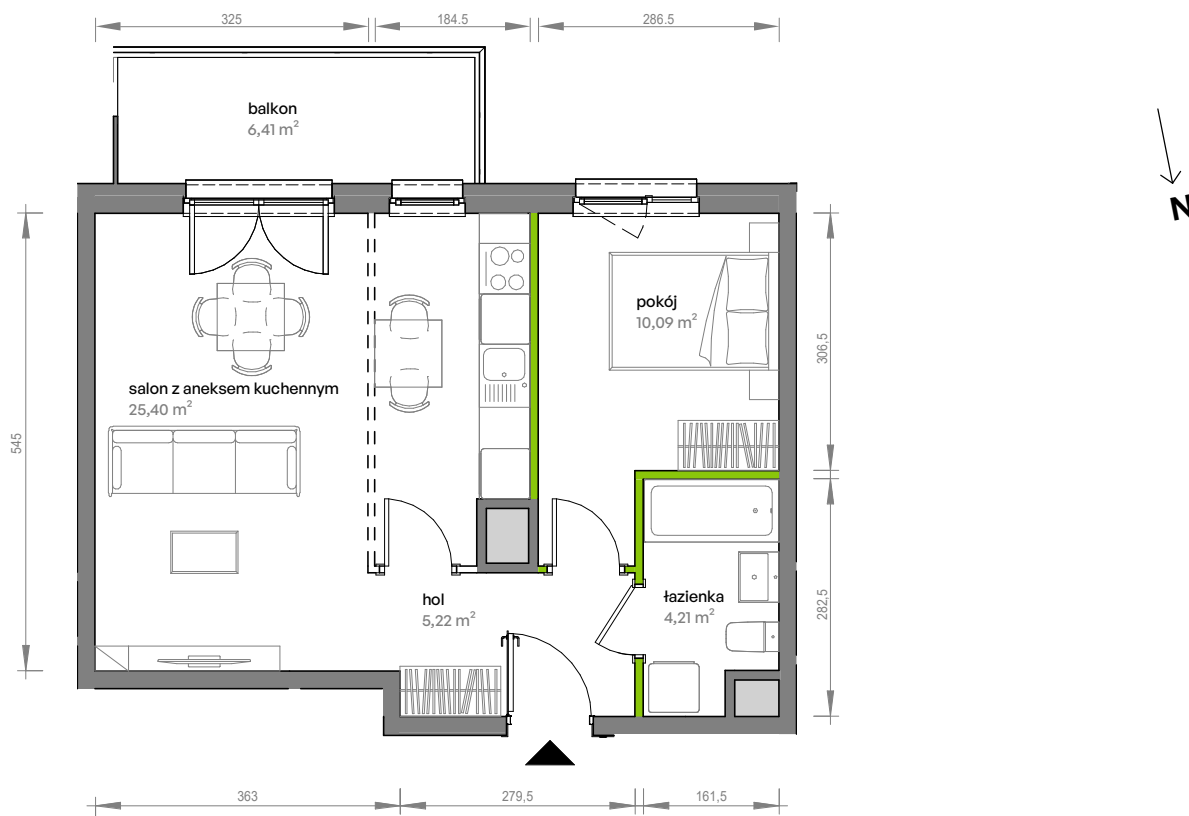 325
184.5
286.5
balkon
6,41 m²
N
pokój
10,09 m²
306,5
salon z aneksem kuchennym
25,40 m²
545
hol
5,22 m²
łazienka
4,21 m²
282,5
363
279,5
161,5